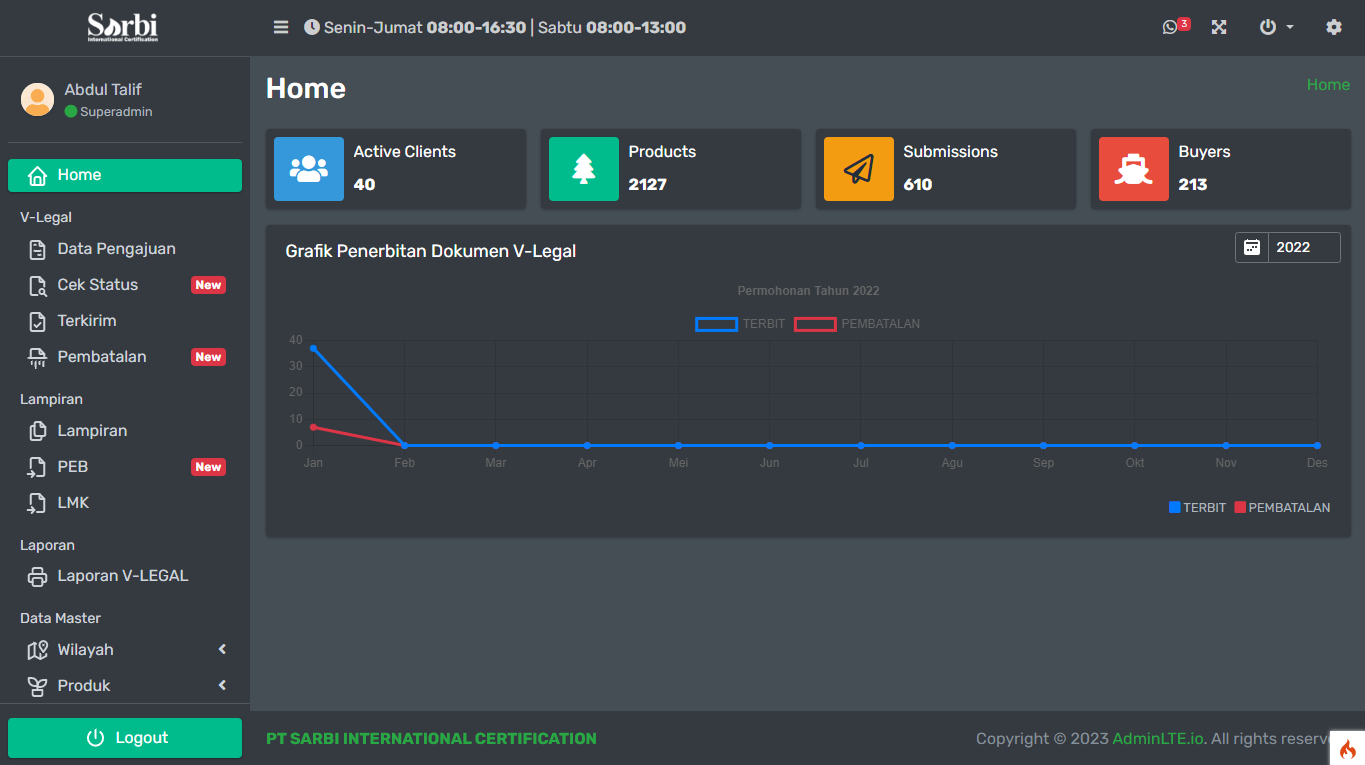 Sarbi
International Certification
Senin-Jumat 08:00-16:30 | Sabtu 08:00-13:00
3
Abdul Talif
Superadmin
Home
V-Legal
Data Pengajuan
Cek Status New
Terkirim
Pembatalan New
Lampiran
Lampiran
PEB New
LMK
Laporan
Laporan V-LEGAL
Data Master
Wilayah
Produk
Logout
Home
Home
Active Clients
40
Products
2127
Submissions
610
Buyers
213
Grafik Penerbitan Dokumen V-Legal
2022
Permohonan Tahun 2022
TERBIT PEMBATALAN
40
30
20
10
0
Jan Feb Mar Apr Mei Jun Jul Agu Sep Okt Nov Des
TERBIT PEMBATALAN
PT SARBI INTERNATIONAL CERTIFICATION
Copyright © 2023 AdminLTE.io. All rights reserv